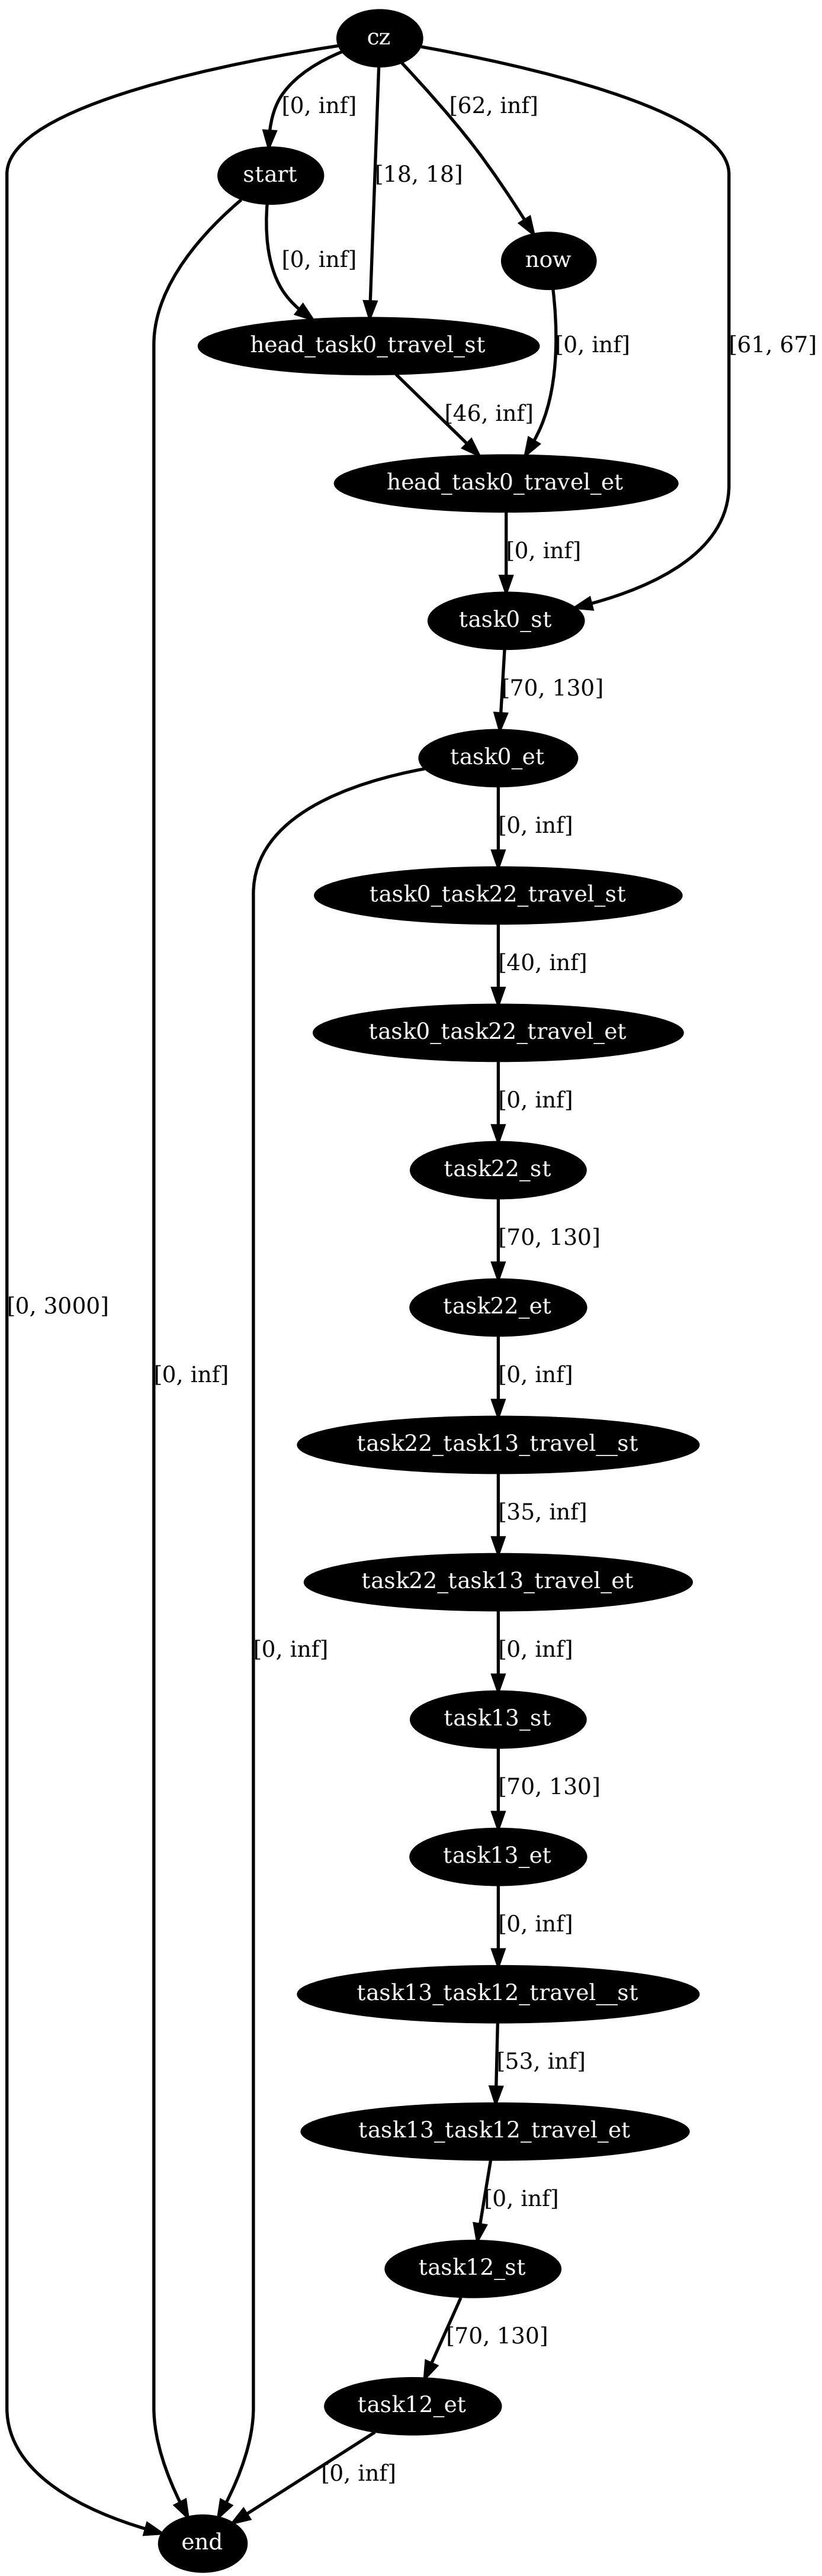 cz
[0, inf]
[62, inf]
start
[18, 18]
now
[0, inf]
head_task0_travel_st
[0, inf]
[61, 67]
[46, inf]
head_task0_travel_et
[0, inf]
task0_st
[70, 130]
task0_et
[0, inf]
task0_task22_travel_st
[40, inf]
task0_task22_travel_et
[0, inf]
task22_st
[70, 130]
task22_et
[0, 3000]
[0, inf]
[0, inf]
task22_task13_travel__st
[35, inf]
task22_task13_travel_et
[0, inf]
[0, inf]
task13_st
[70, 130]
task13_et
[0, inf]
task13_task12_travel__st
[53, inf]
task13_task12_travel_et
[0, inf]
task12_st
[70, 130]
task12_et
[0, inf]
end